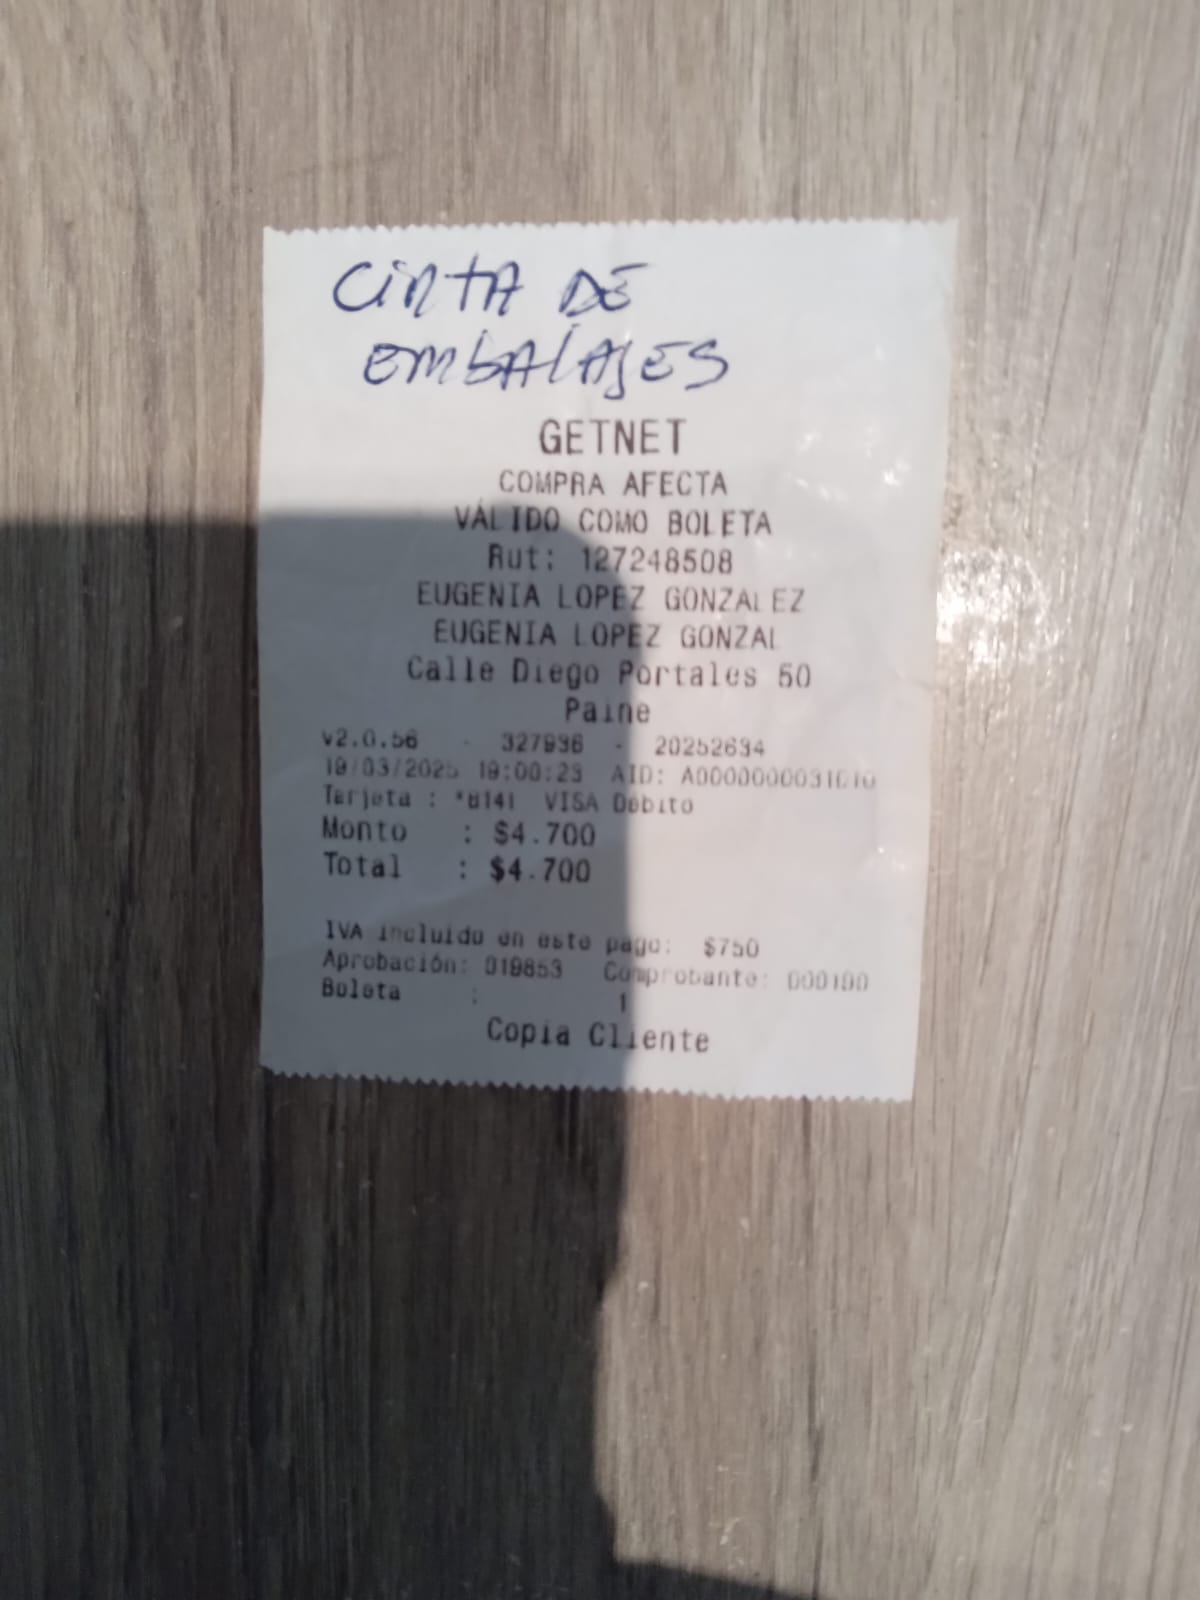 CINTA DE
EMBALAJES
GETNET
COMPRA AFECTA
VÁLIDO COMO BOLETA
Rut: 127248508
EUGENIA LOPEZ GONZALEZ
EUGENIA LOPEZ GONZAL
Calle Diego Portales 50
Paine
v2.0.56 - 327936 - 20252634
19/03/2025 19:00:23 AID: A0000000031010
Tarjeta : *8141 VISA Débito
Monto : $4.700
Total : $4.700
IVA incluido en este pago: $750
Aprobación: 019853 Comprobante: 000190
Boleta : 1
Copia Cliente